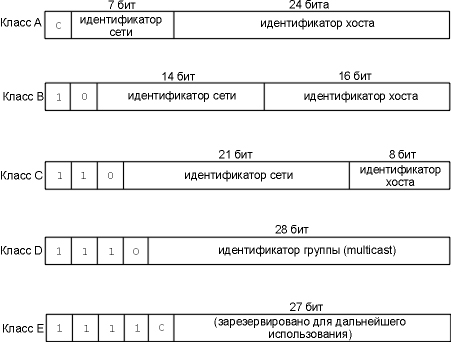 7 бит 24 бита
Класс A с идентификатор сети идентификатор хоста
14 бит 16 бит
Класс B 1 0 идентификатор сети идентификатор хоста
21 бит 8 бит
Класс C 1 1 0 идентификатор сети идентификатор хоста
28 бит
Класс D 1 1 1 0 идентификатор группы (multicast)
27 бит
Класс E 1 1 1 1 с (зарезервировано для дальнейшего использования)